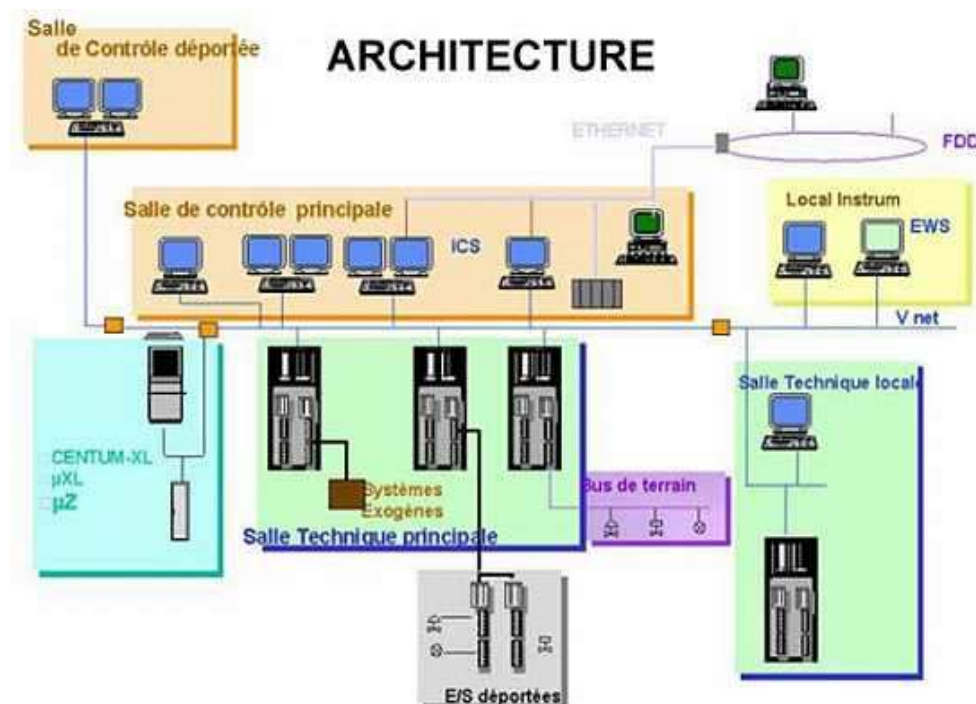 Salle
de Contrôle déportée
ARCHITECTURE
ETHERNET
FDD
Salle de contrôle principale
ICS
Local Instrum
EWS
V net
Salle Technique locale
CENTUM-XL
µXL
µZ
Systèmes
Exogènes
Bus de terrain
Salle Technique principale
E/S déportées